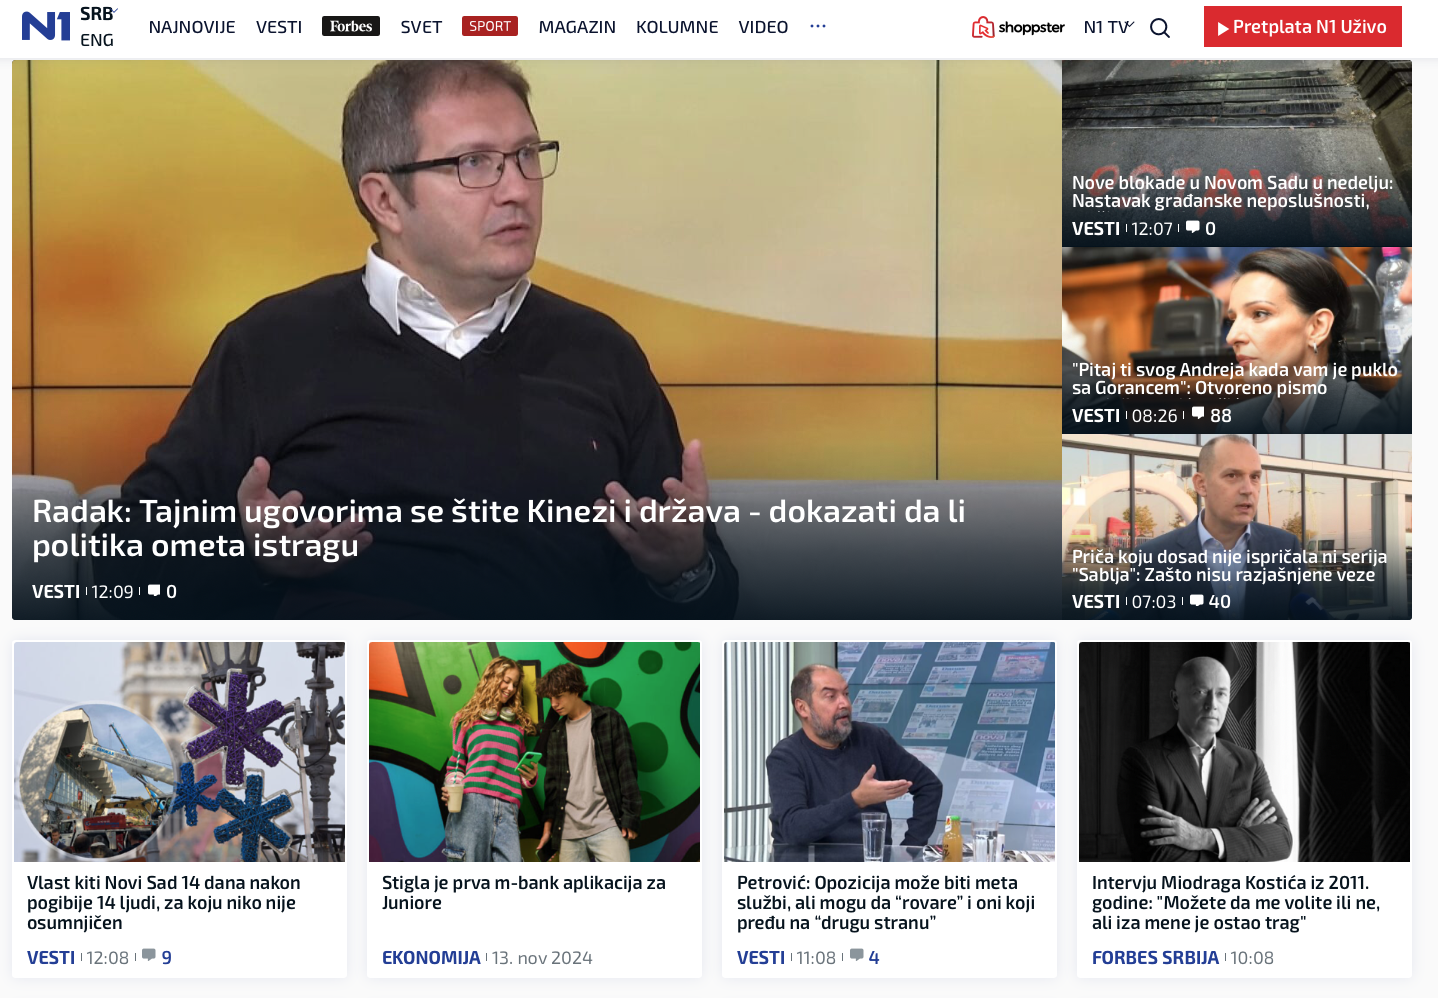 N1
SRB
ENG
NAJNOVIJE VESTI Forbes SVET SPORT MAGAZIN KOLUMNE VIDEO ...
shoppster N1 TV Pretplata N1 Uživo
Radak: Tajnim ugovorima se štite Kinezi i država - dokazati da li
politika ometa istragu
VESTI | 12:09 | 0
Nove blokade u Novom Sadu u nedelju:
Nastavak građanske neposlušnosti,
VESTI | 12:07 | 0
"Pitaj ti svog Andreja kada vam je puklo
sa Gorancem": Otvoreno pismo
VESTI | 08:26 | 88
Priča koju dosad nije ispričala ni serija
"Sablja": Zašto nisu razjašnjene veze
VESTI | 07:03 | 40
Vlast kiti Novi Sad 14 dana nakon
pogibije 14 ljudi, za koju niko nije
osumnjičen
VESTI | 12:08 | 9
Stigla je prva m-bank aplikacija za
Juniore
EKONOMIJA | 13. nov 2024
Petrović: Opozicija može biti meta
službi, ali mogu da “rovare” i oni koji
pređu na “drugu stranu”
VESTI | 11:08 | 4
Intervju Miodraga Kostića iz 2011.
godine: "Možete da me volite ili ne,
ali iza mene je ostao trag"
FORBES SRBIJA | 10:08